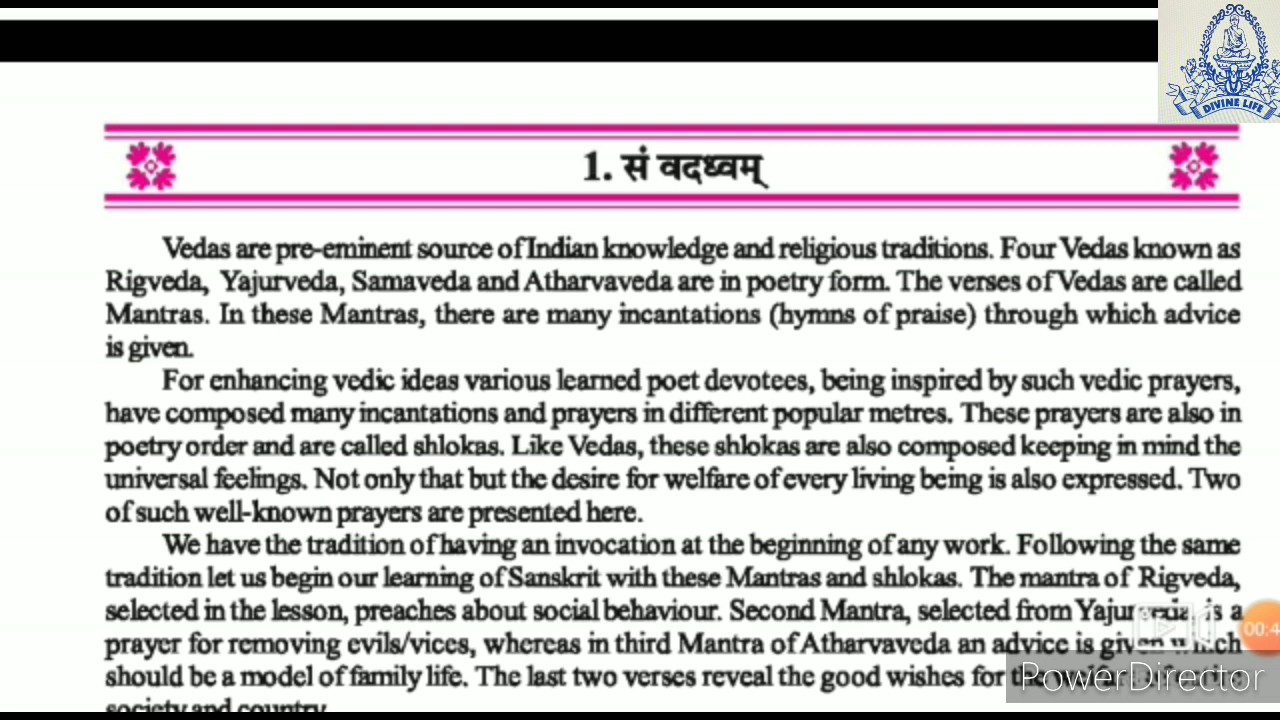 DIVINE LIFE
1. सं वदध्वम्
Vedas are pre-eminent source of Indian knowledge and religious traditions. Four Vedas known as
Rigveda, Yajurveda, Samaveda and Atharvaveda are in poetry form. The verses of Vedas are called
Mantras. In these Mantras, there are many incantations (hymns of praise) through which advice
is given.
For enhancing vedic ideas various learned poet devotees, being inspired by such vedic prayers,
have composed many incantations and prayers in different popular metres. These prayers are also in
poetry order and are called shlokas. Like Vedas, these shlokas are also composed keeping in mind the
universal feelings. Not only that but the desire for welfare of every living being is also expressed. Two
of such well-known prayers are presented here.
We have the tradition of having an invocation at the beginning of any work. Following the same
tradition let us begin our learning of Sanskrit with these Mantras and shlokas. The mantra of Rigveda,
selected in the lesson, preaches about social behaviour. Second Mantra, selected from is a
prayer for removing evils/vices, whereas in third Mantra of Atharvaveda an advice is given which
should be a model of family life. The last two verses reveal the good wishes for
society and country.
00:4
PowerDirector